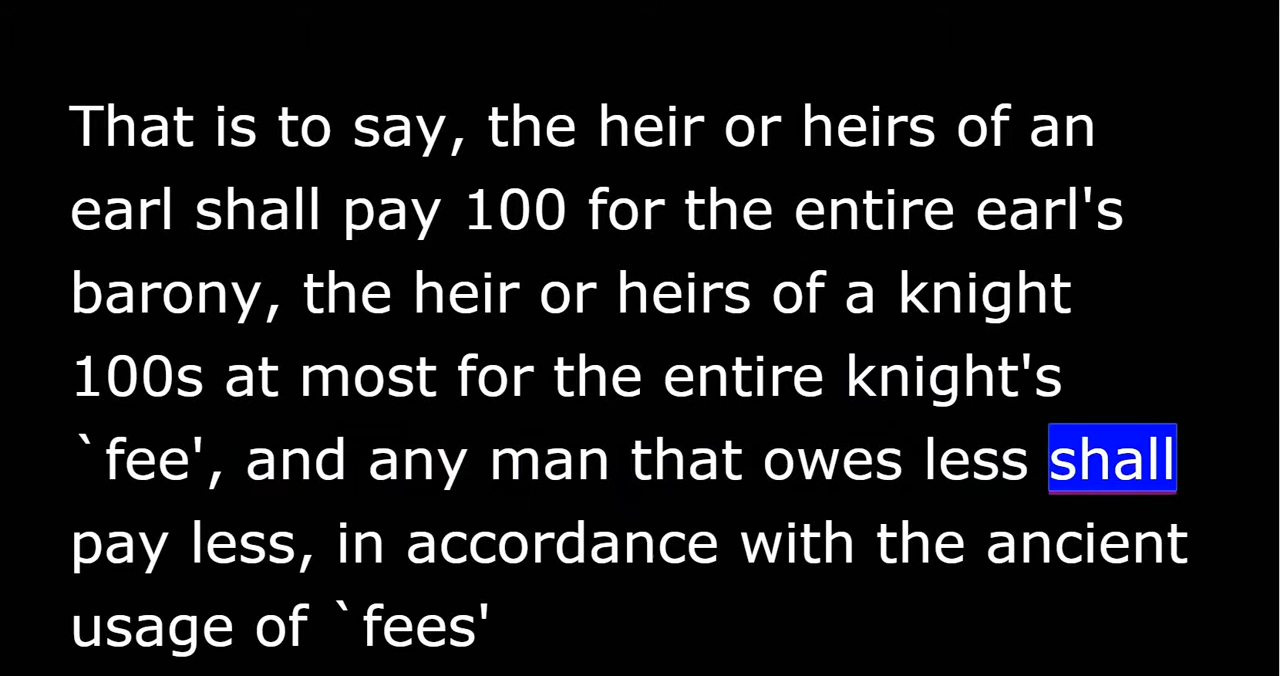 That is to say, the heir or heirs of an
earl shall pay 100 for the entire earl's
barony, the heir or heirs of a knight
100s at most for the entire knight's
`fee', and any man that owes less shall
pay less, in accordance with the ancient
usage of `fees'